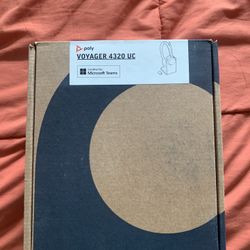 poly
VOYAGER 4320 UC
Microsoft Teams